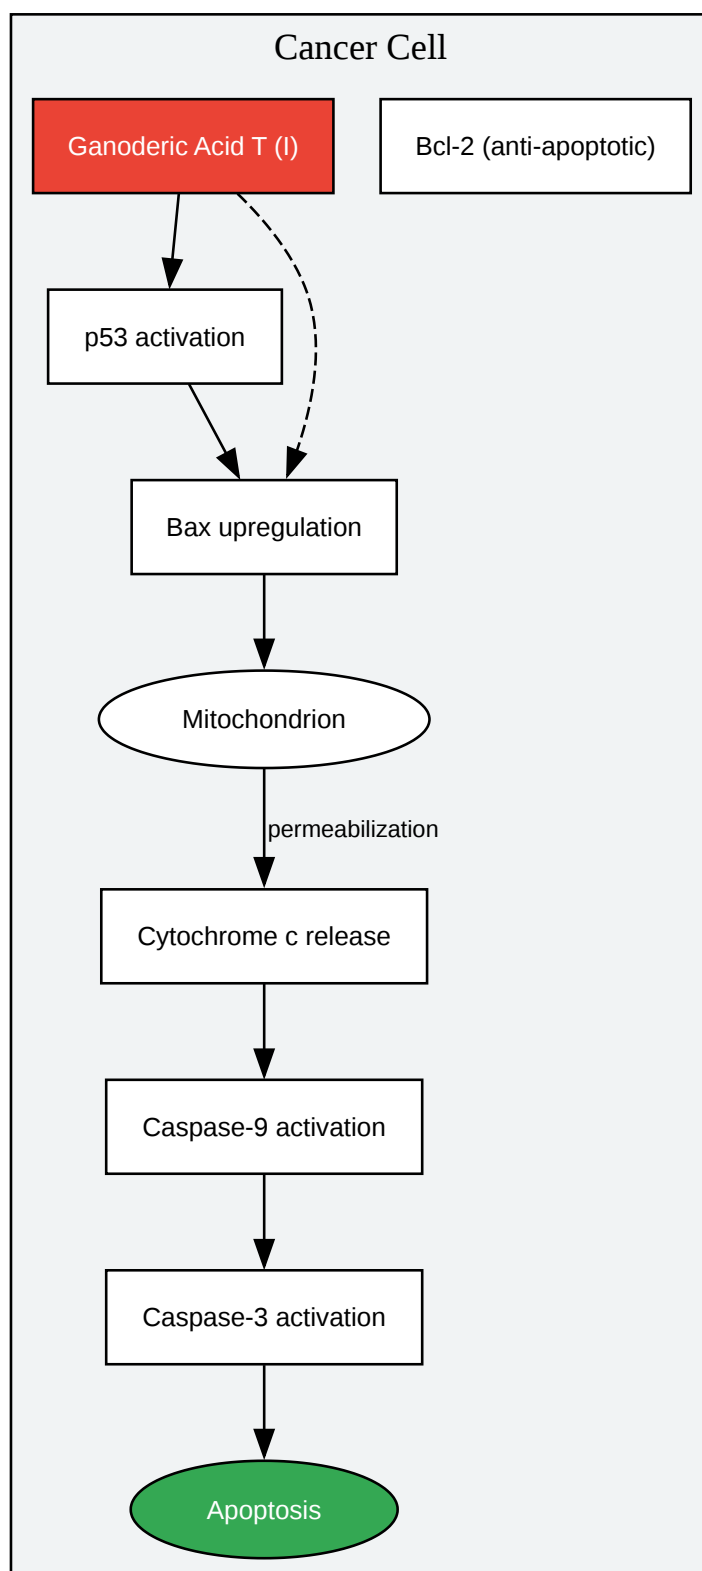 Cancer Cell
Ganoderic Acid T (I)
Bcl-2 (anti-apoptotic)
p53 activation
Bax upregulation
Mitochondrion
permeabilization
Cytochrome c release
Caspase-9 activation
Caspase-3 activation
Apoptosis